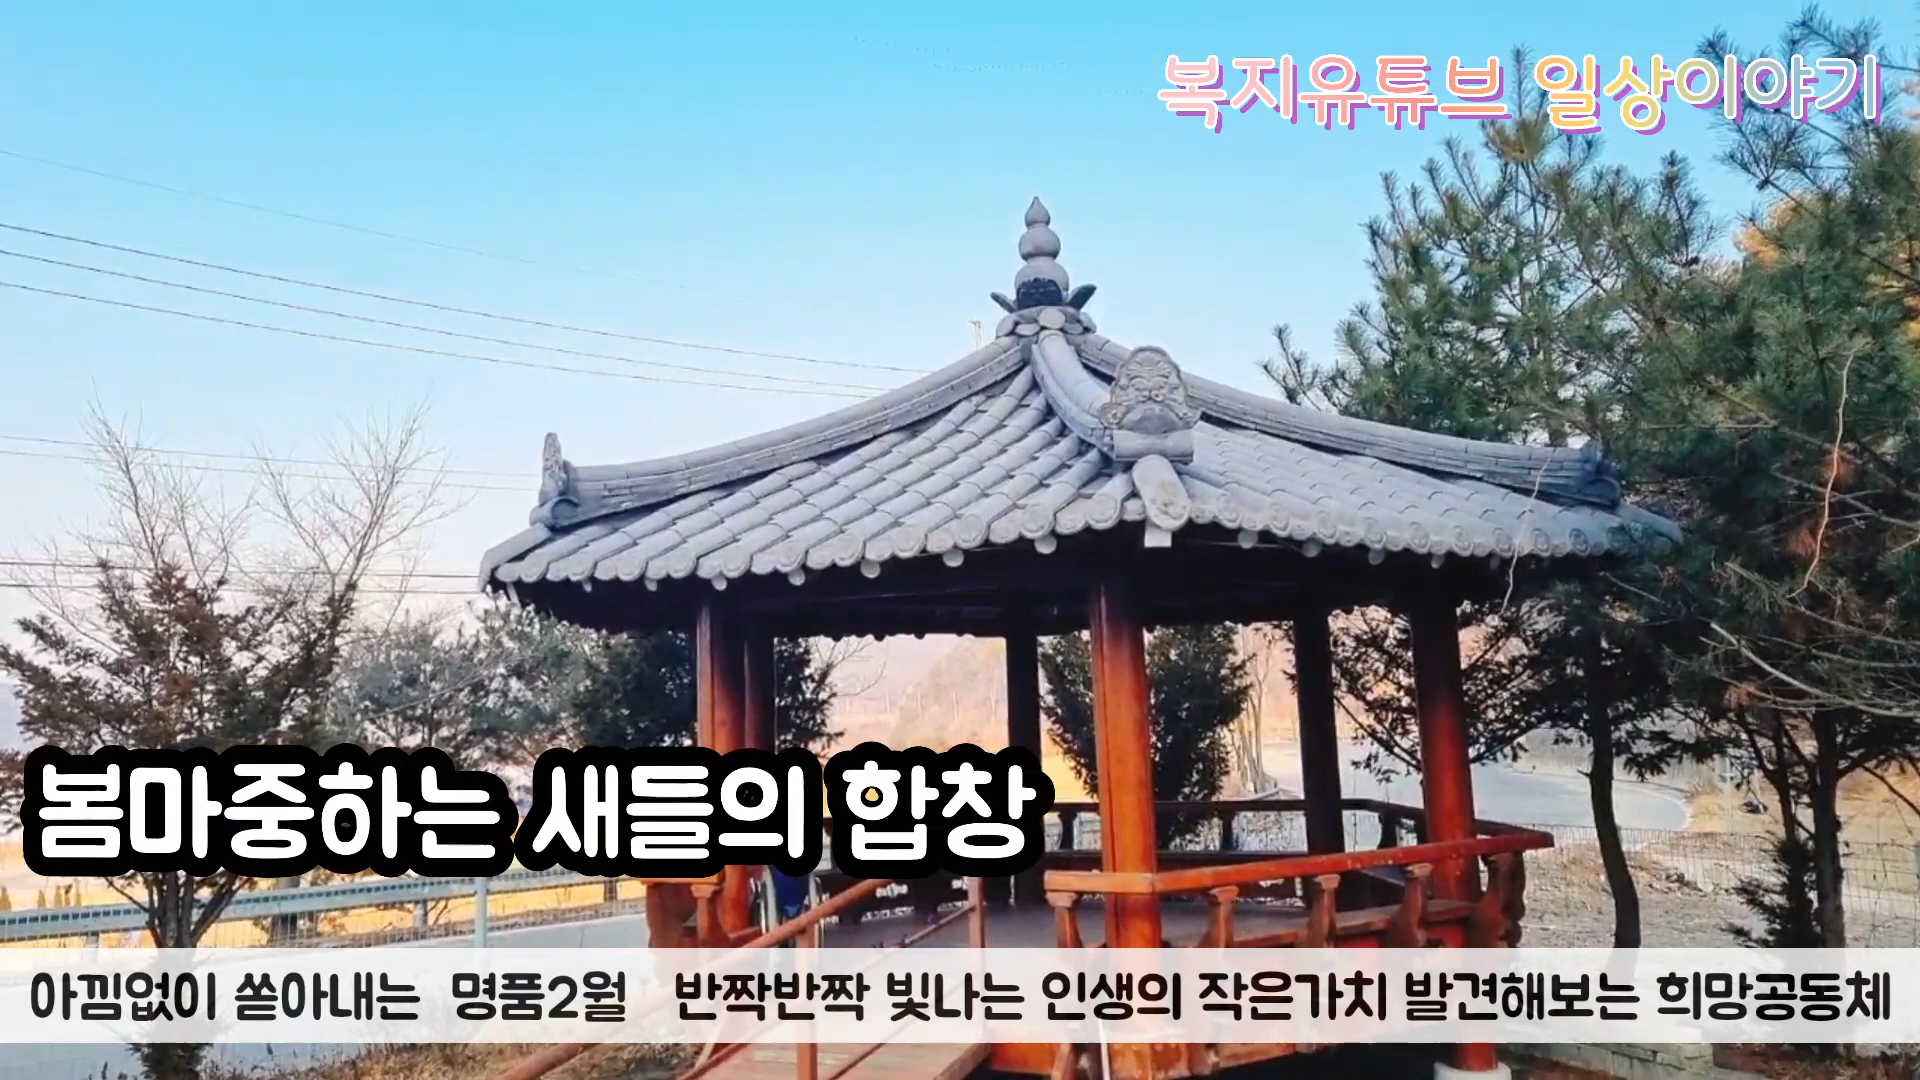 복지유튜브 일상이야기
봄마중하는 새들의 합창
아낌없이 쏟아내는 명품2월 반짝반짝 빛나는 인생의 작은가치 발견해보는 희망공동체